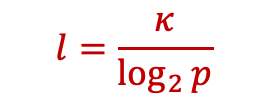 l = κ / log₂ p